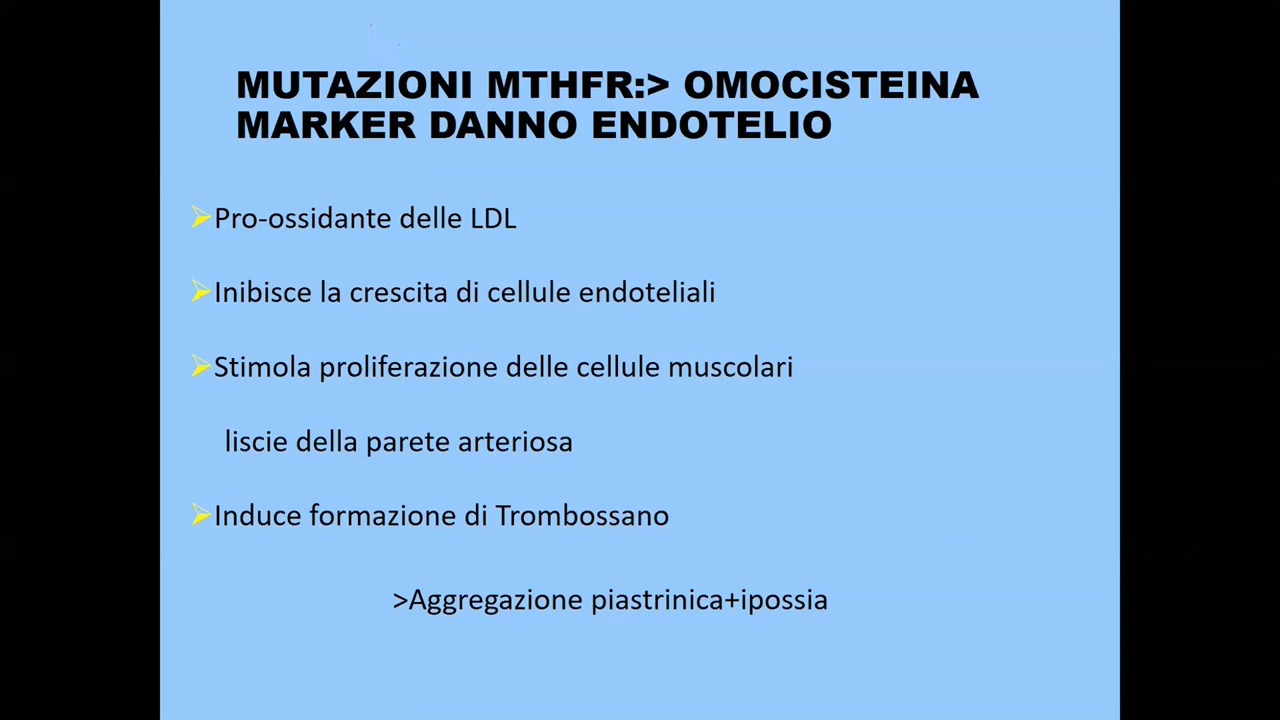 MUTAZIONI MTHFR:> OMOCISTEINA
MARKER DANNO ENDOTELIO
Pro-ossidante delle LDL
Inibisce la crescita di cellule endoteliali
Stimola proliferazione delle cellule muscolari
liscie della parete arteriosa
Induce formazione di Trombossano
>Aggregazione piastrinica+ipossia